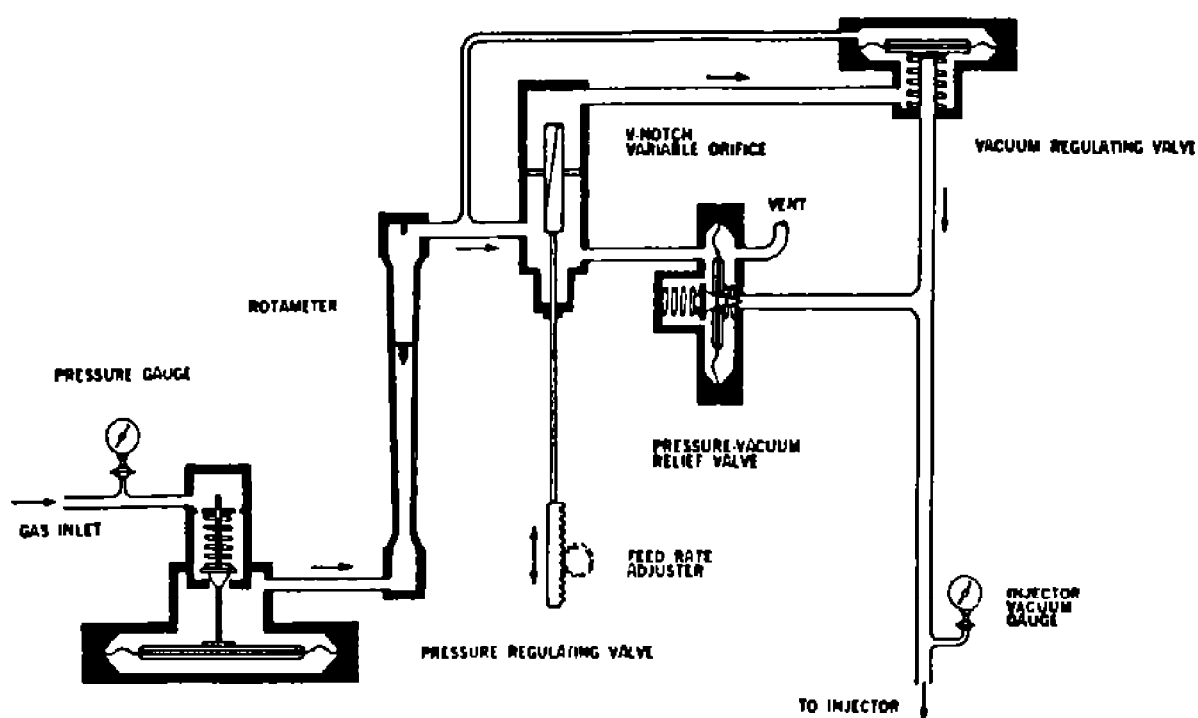 V-NOTCH
VARIABLE ORIFICE
VACUUM REGULATING VALVE
VENT
ROTAMETER
PRESSURE GAUGE
PRESSURE-VACUUM
RELIEF VALVE
GAS INLET
FEED RATE
ADJUSTER
INJECTOR
VACUUM
GAUGE
PRESSURE REGULATING VALVE
TO INJECTOR